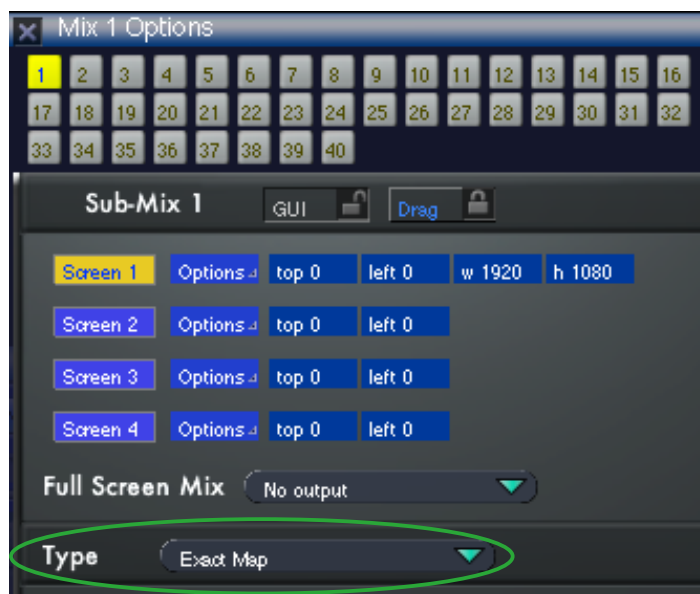 Mix 1 Options
1 2 3 4 5 6 7 8 9 10 11 12 13 14 15 16
17 18 19 20 21 22 23 24 25 26 27 28 29 30 31 32
33 34 35 36 37 38 39 40
Sub-Mix 1 GUI Drag
Screen 1 Options top 0 left 0 w 1920 h 1080
Screen 2 Options top 0 left 0
Screen 3 Options top 0 left 0
Screen 4 Options top 0 left 0
Full Screen Mix No output
Type Exact Map